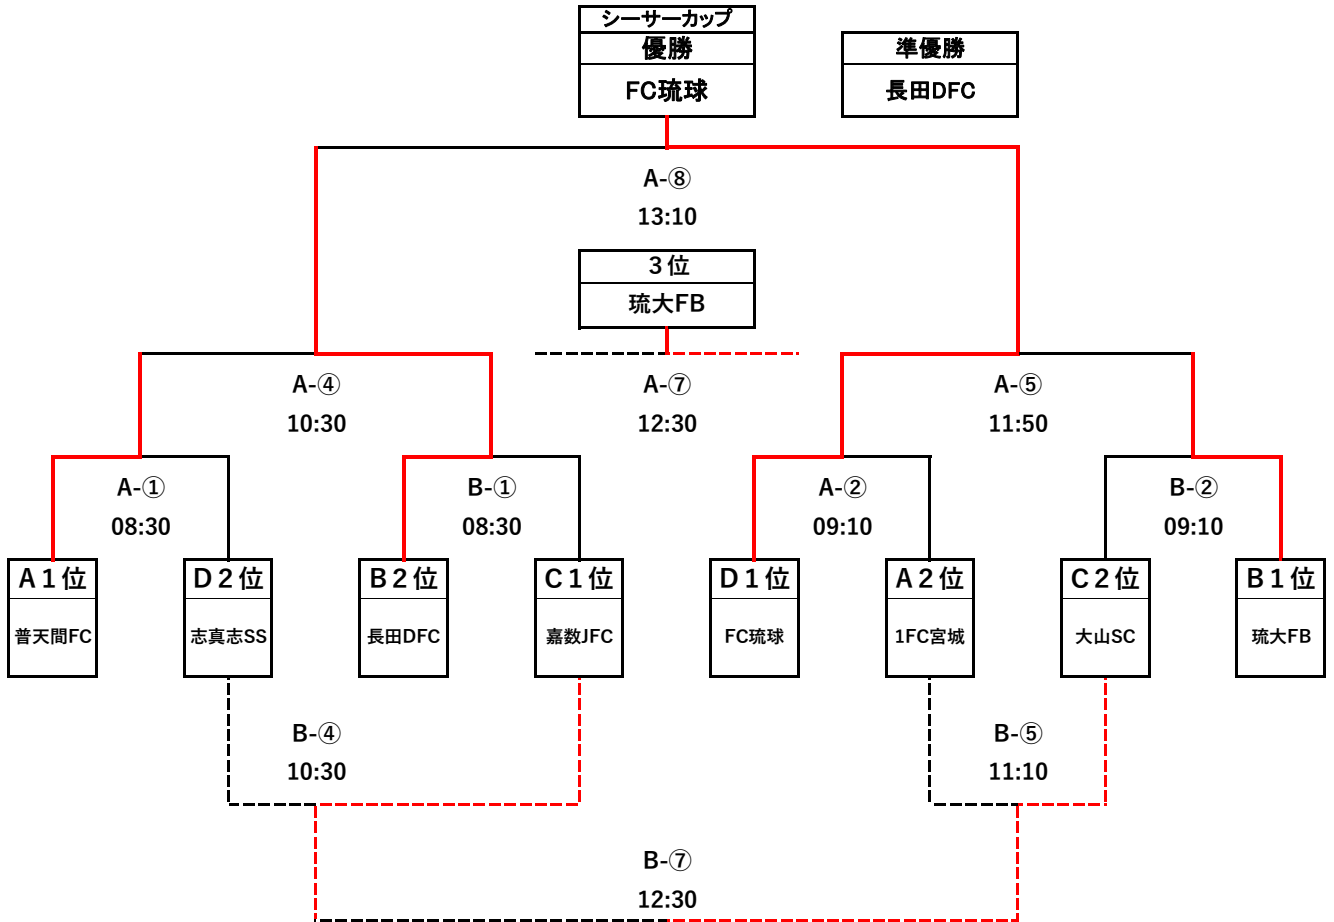 シーサーカップ
優勝
FC琉球
準優勝
長田DFC
A-⑧
13:10
３位
琉大FB
A-④
10:30
A-⑦
12:30
A-⑤
11:50
A-①
08:30
B-①
08:30
A-②
09:10
B-②
09:10
A１位
普天間FC
D２位
志真志SS
B２位
長田DFC
C１位
嘉数JFC
D１位
FC琉球
A２位
1FC宮城
C２位
大山SC
B１位
琉大FB
B-④
10:30
B-⑤
11:10
B-⑦
12:30